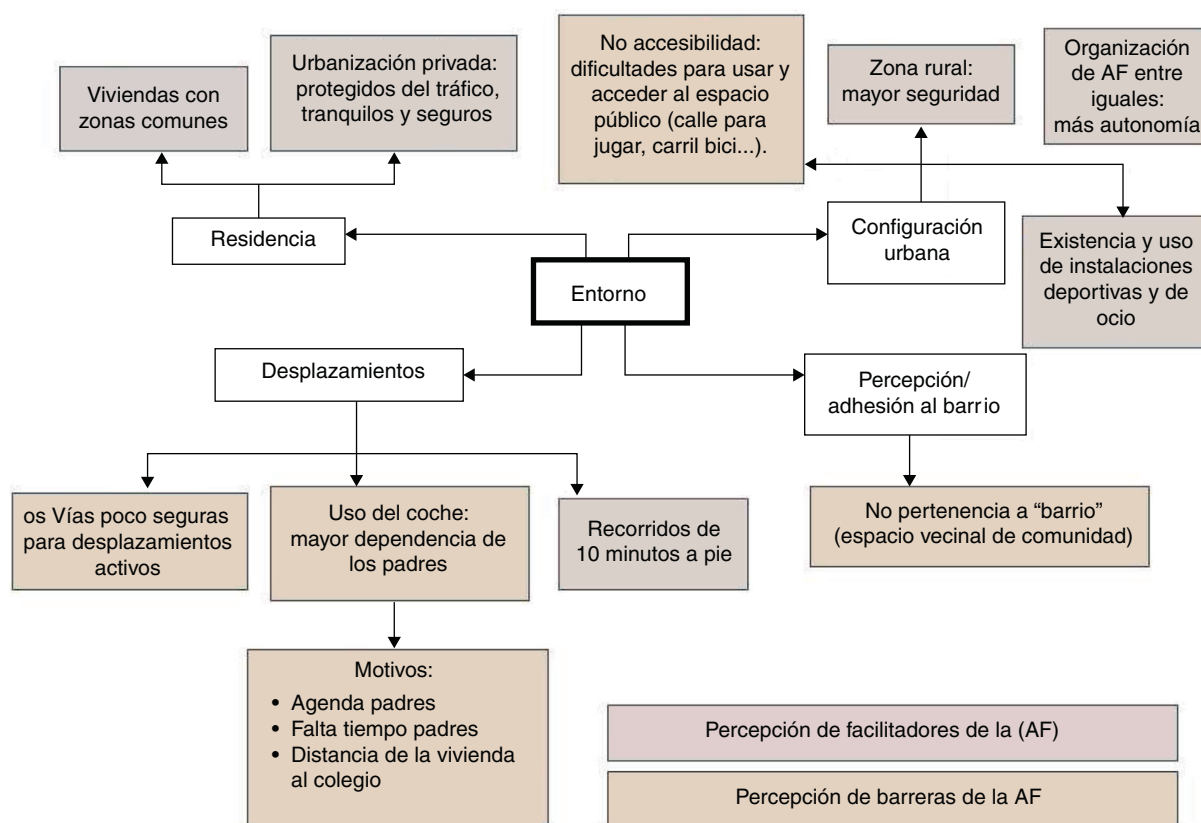 Viviendas con
zonas comunes
Urbanización privada:
protegidos del tráfico,
tranquilos y seguros
No accesibilidad:
dificultades para usar y
acceder al espacio
público (calle para
jugar, carril bici...).
Zona rural:
mayor seguridad
Organización
de AF entre
iguales:
más autonomía
Residencia
Configuración
urbana
Existencia y uso
de instalaciones
deportivas y de
ocio
Entorno
Desplazamientos
Percepción/
adhesión al barrio
os Vías poco seguras
para desplazamientos
activos
Uso del coche:
mayor dependencia de
los padres
Recorridos de
10 minutos a pie
No pertenencia a “barrio”
(espacio vecinal de comunidad)
Motivos:
• Agenda padres
• Falta tiempo padres
• Distancia de la vivienda
al colegio
Percepción de facilitadores de la (AF)
Percepción de barreras de la AF